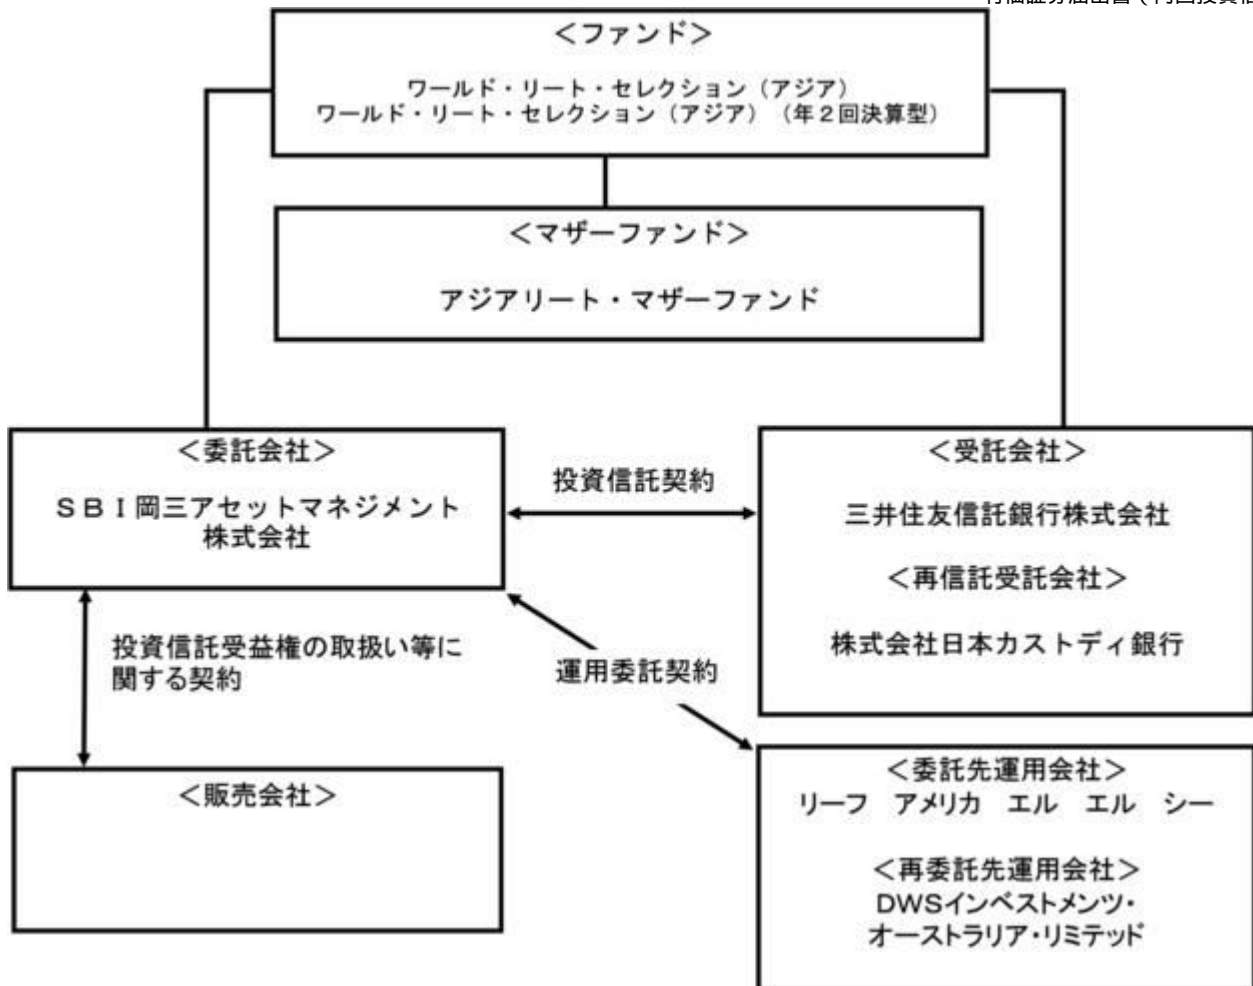 ＜ファンド＞
ワールド・リート・セレクション（アジア）
ワールド・リート・セレクション（アジア）（年２回決算型）
＜マザーファンド＞
アジアリート・マザーファンド
＜委託会社＞
ＳＢＩ岡三アセットマネジメント
株式会社
投資信託契約
＜受託会社＞
三井住友信託銀行株式会社
＜再信託受託会社＞
株式会社日本カストディ銀行
投資信託受益権の取扱い等に
関する契約
運用委託契約
＜販売会社＞
＜委託先運用会社＞
リーフ　アメリカ　エル　エル　シー
＜再委託先運用会社＞
DWSインベストメンツ・
オーストラリア・リミテッド